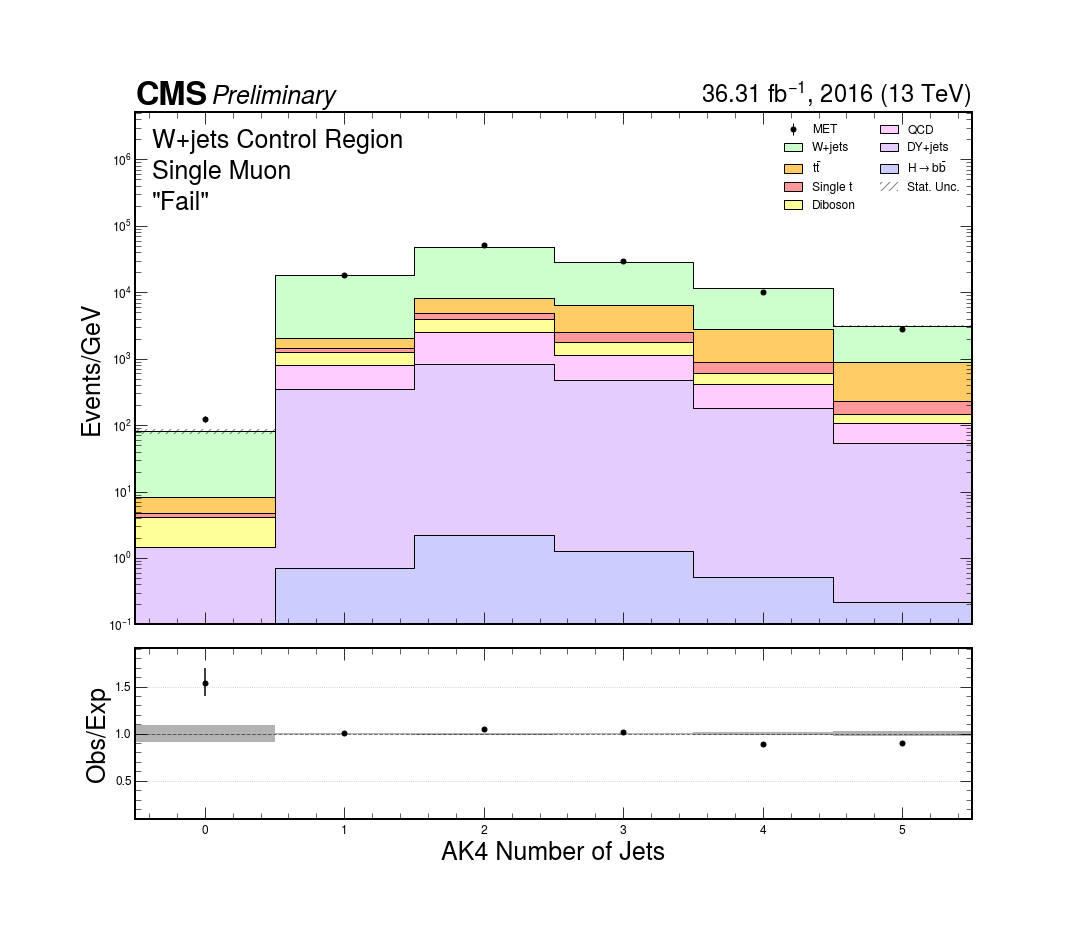 CMS Preliminary
36.31 fb⁻¹, 2016 (13 TeV)
W+jets Control Region
Single Muon
"Fail"
MET
W+jets
tt̄
Single t
Diboson
QCD
DY+jets
H→bb̄
Stat. Unc.
Events/GeV
10⁶
10⁵
10⁴
10³
10²
10¹
10⁰
10⁻¹
Obs/Exp
1.5
1.0
0.5
0 1 2 3 4 5
AK4 Number of Jets